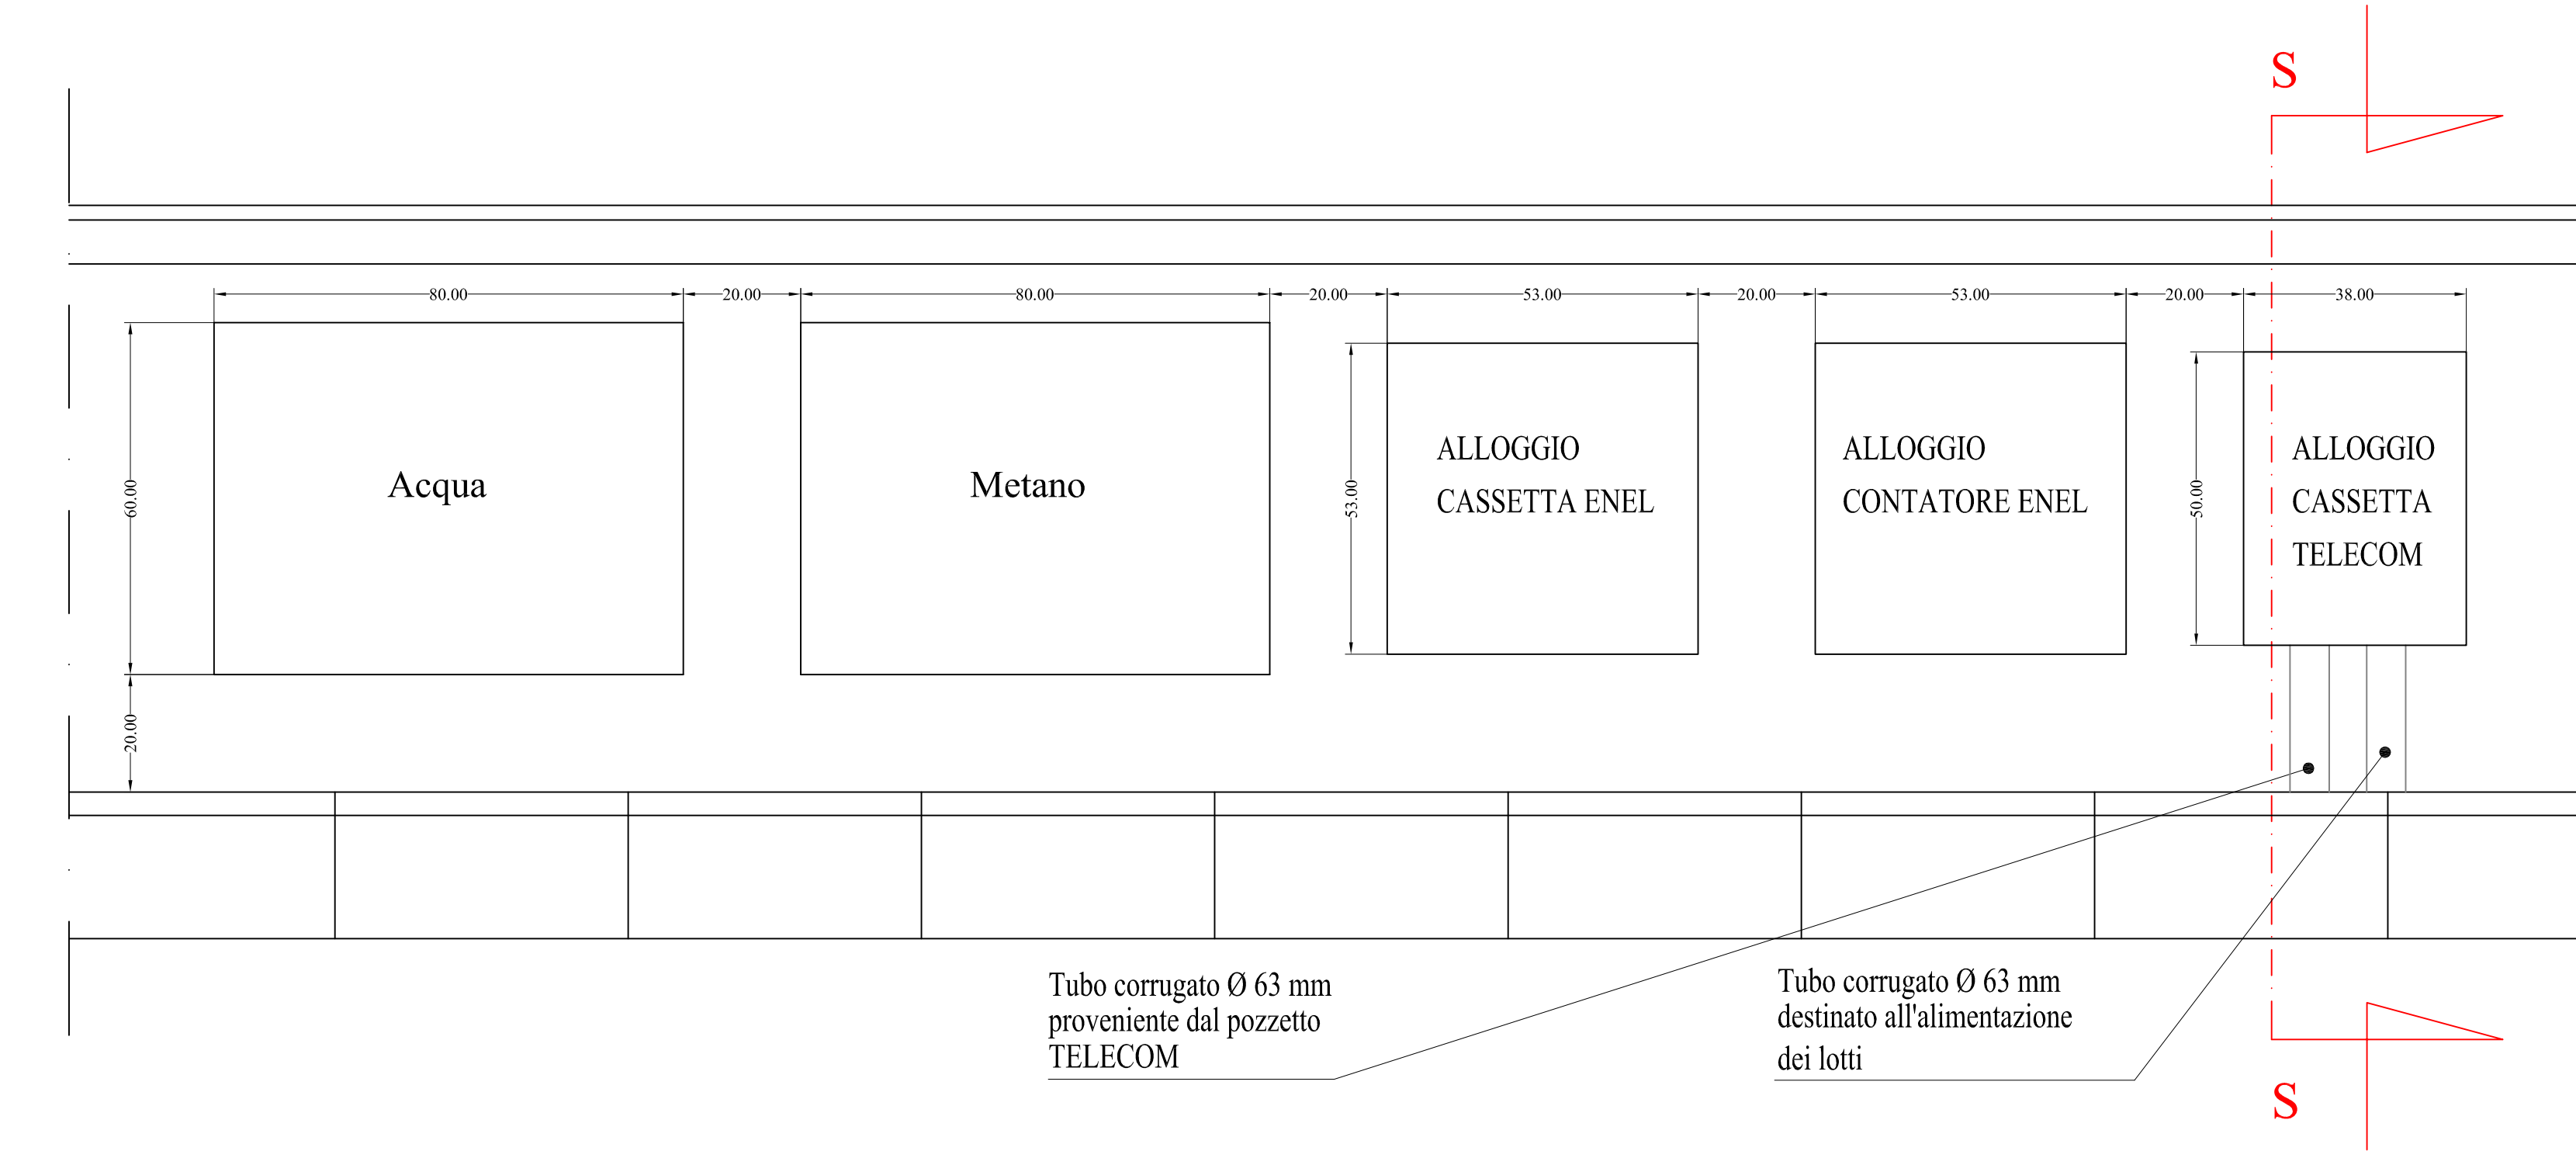 S
80.00
20.00
80.00
20.00
53.00
20.00
53.00
20.00
38.00
60.00
20.00
Acqua
Metano
53.00
ALLOGGIO
CASSETTA ENEL
ALLOGGIO
CONTATORE ENEL
50.00
ALLOGGIO
CASSETTA
TELECOM
Tubo corrugato Ø 63 mm
proveniente dal pozzetto
TELECOM
Tubo corrugato Ø 63 mm
destinato all'alimentazione
dei lotti
S